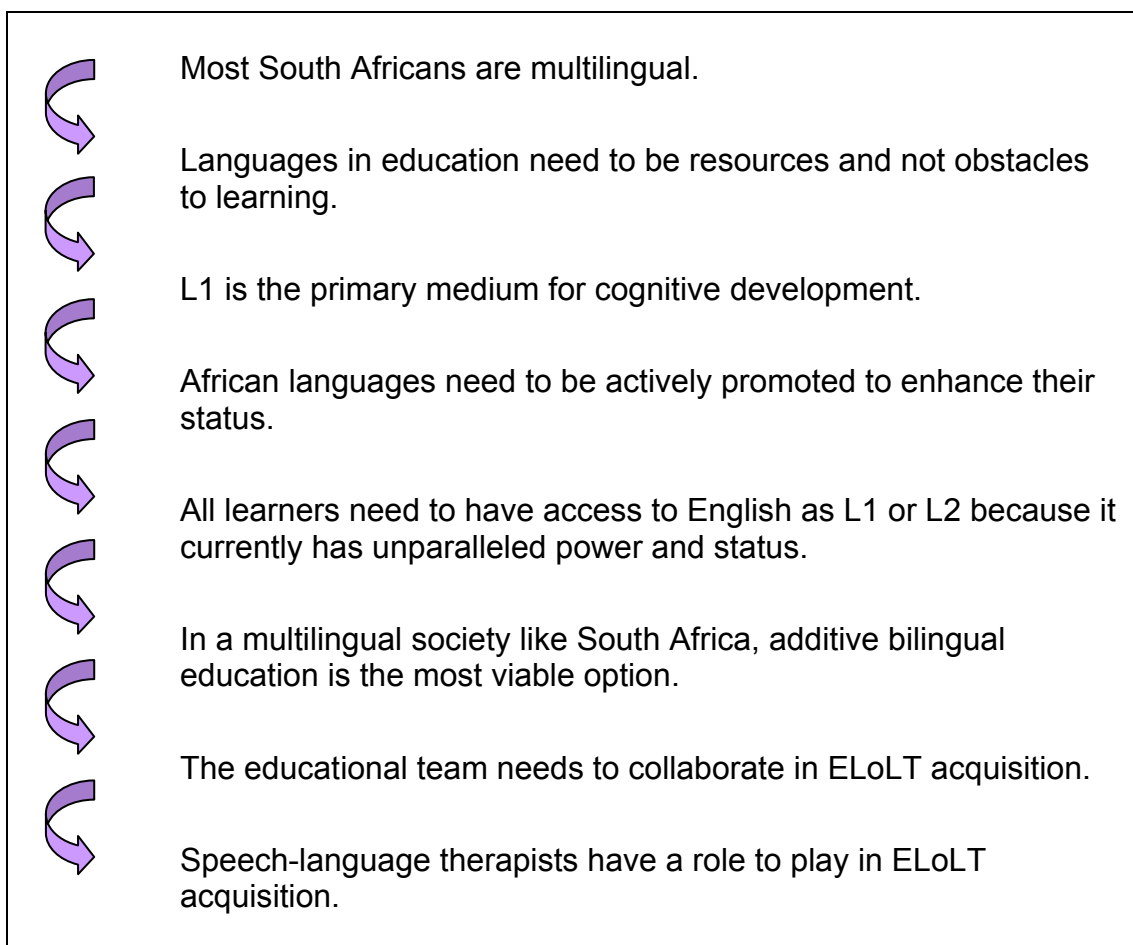 Most South Africans are multilingual.
Languages in education need to be resources and not obstacles
to learning.
L1 is the primary medium for cognitive development.
African languages need to be actively promoted to enhance their
status.
All learners need to have access to English as L1 or L2 because it
currently has unparalleled power and status.
In a multilingual society like South Africa, additive bilingual
education is the most viable option.
The educational team needs to collaborate in ELoLT acquisition.
Speech-language therapists have a role to play in ELoLT
acquisition.